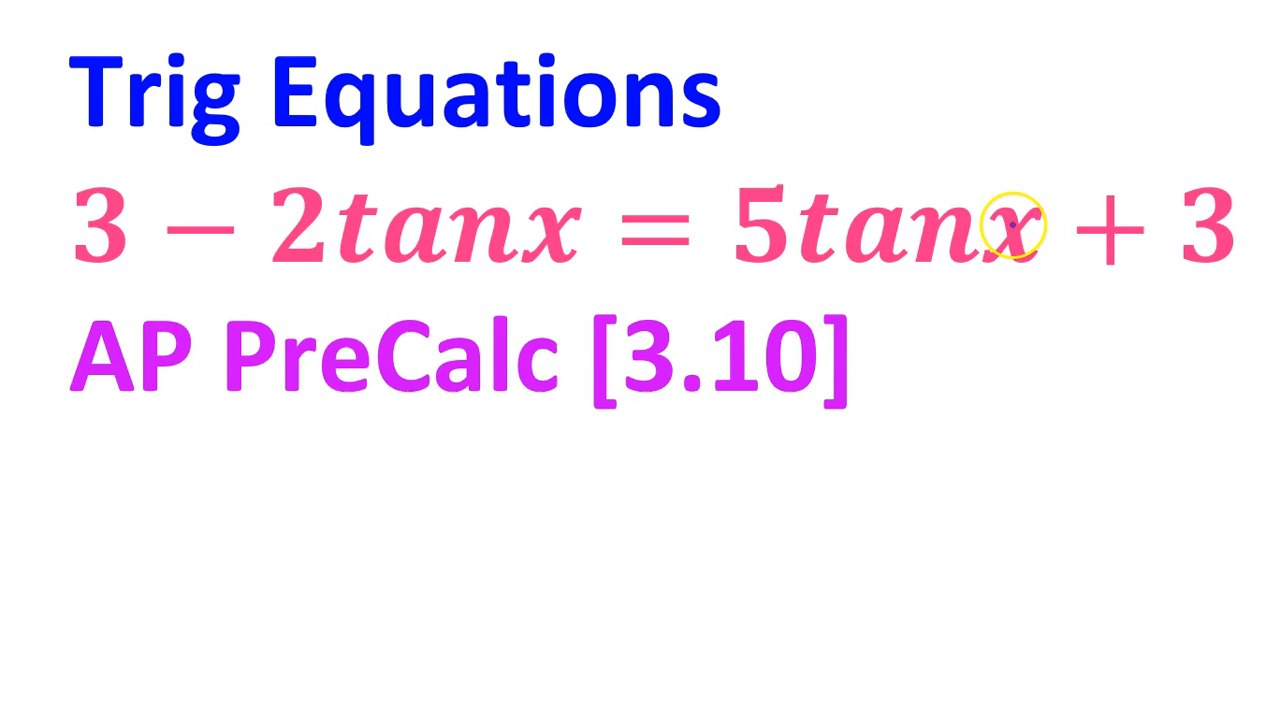 Trig Equations
3 − 2tanx = 5tanx + 3
AP PreCalc [3.10]